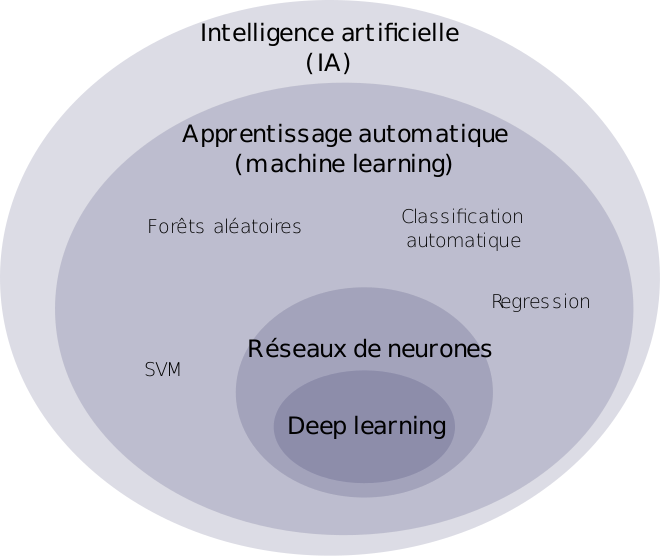 Intelligence artificielle
(IA)
Apprentissage automatique
(machine learning)
Forêts aléatoires
Classification
automatique
Regression
Réseaux de neurones
SVM
Deep learning